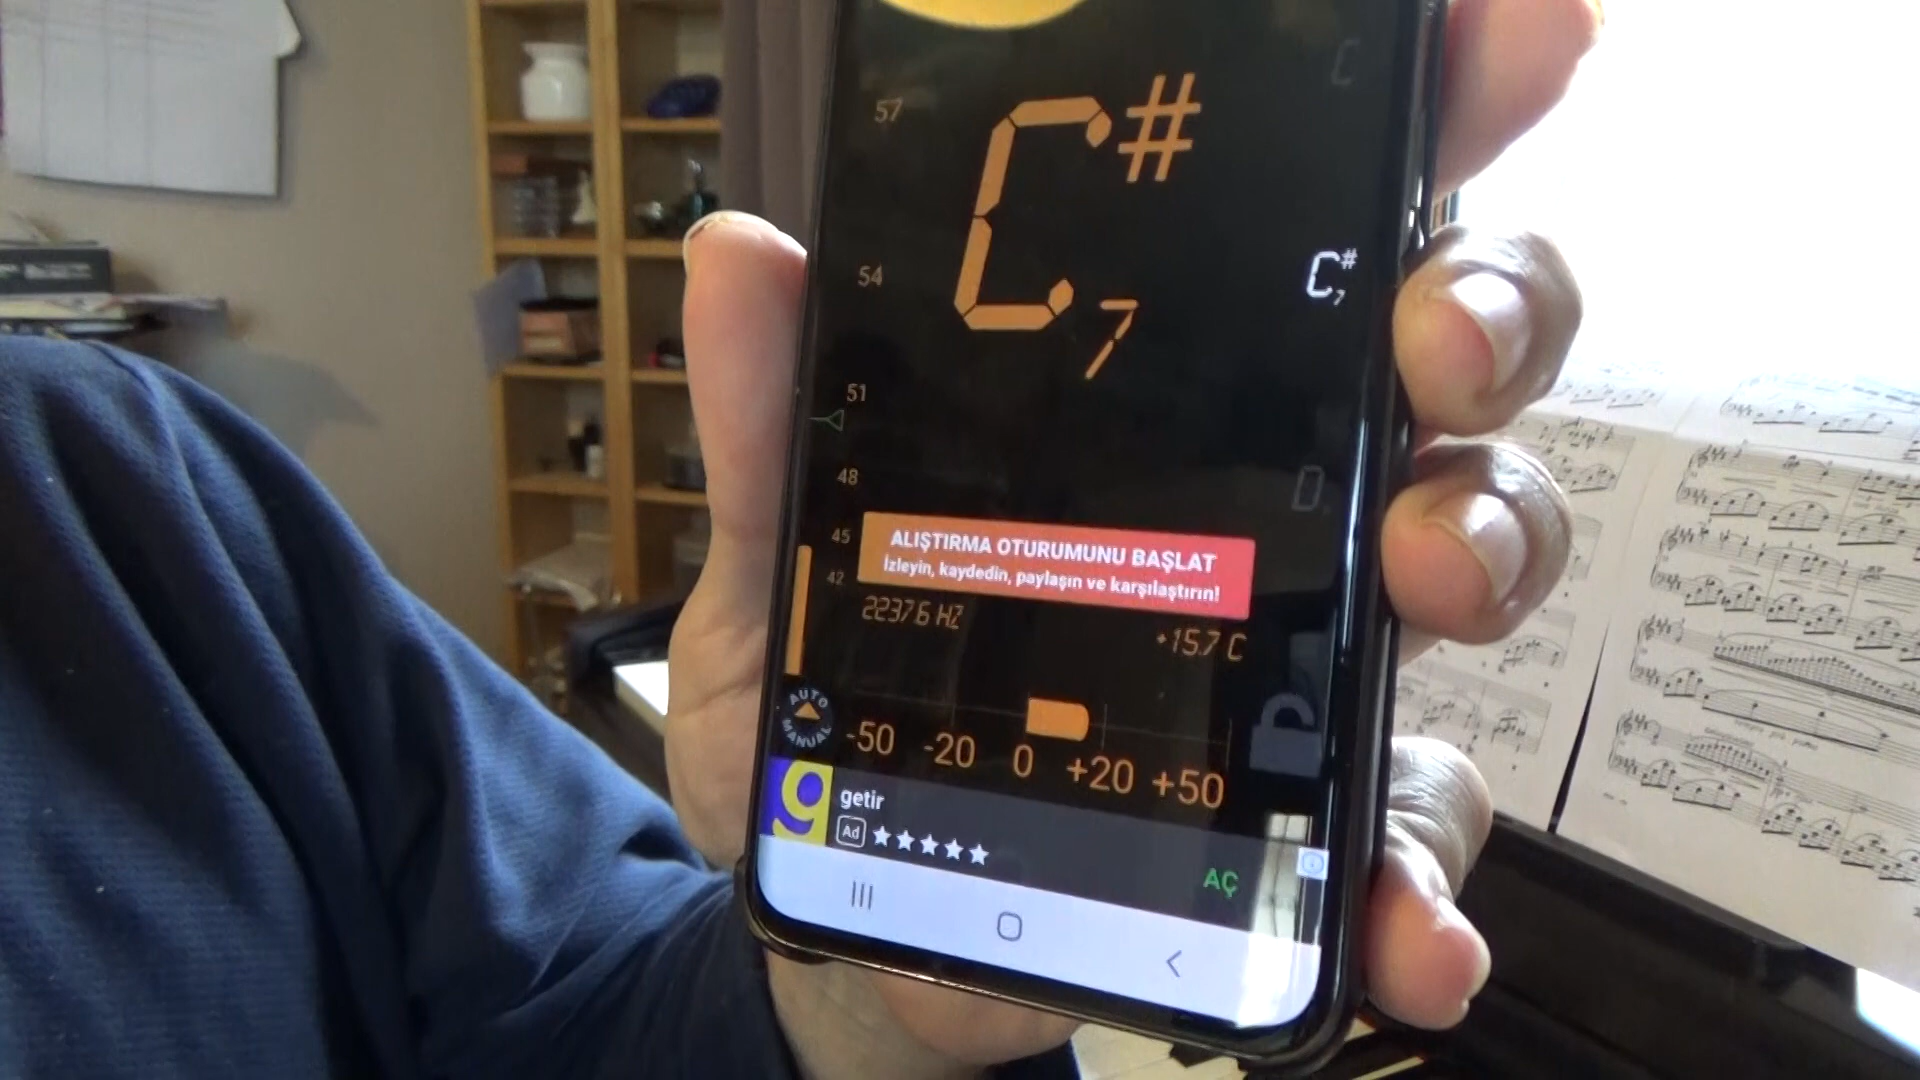 C
57
C#
7
C#
7
54
51
48
45
42
ALIŞTIRMA OTURUMUNU BAŞLAT
İzleyin, kaydedin, paylaşın ve karşılaştırın!
2237.6 HZ
+15.7 C
AUTO
MANUAL
-50 -20 0 +20 +50
g
getir
Ad
AÇ